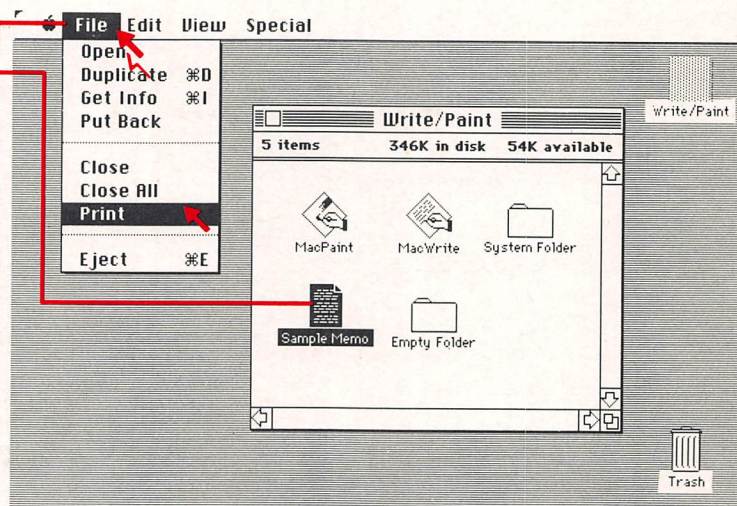 File Edit View Special
Open
Duplicate ⌘D
Get Info ⌘I
Put Back
Close
Close All
Print
Eject ⌘E
Write/Paint
Write/Paint
5 items 346K in disk 54K available
MacPaint MacWrite System Folder
Sample Memo Empty Folder
Trash